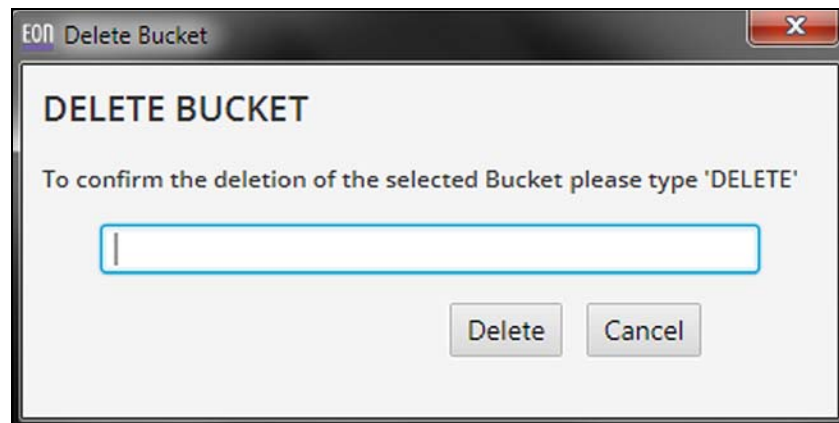 EON Delete Bucket
X
DELETE BUCKET
To confirm the deletion of the selected Bucket please type 'DELETE'
Delete Cancel